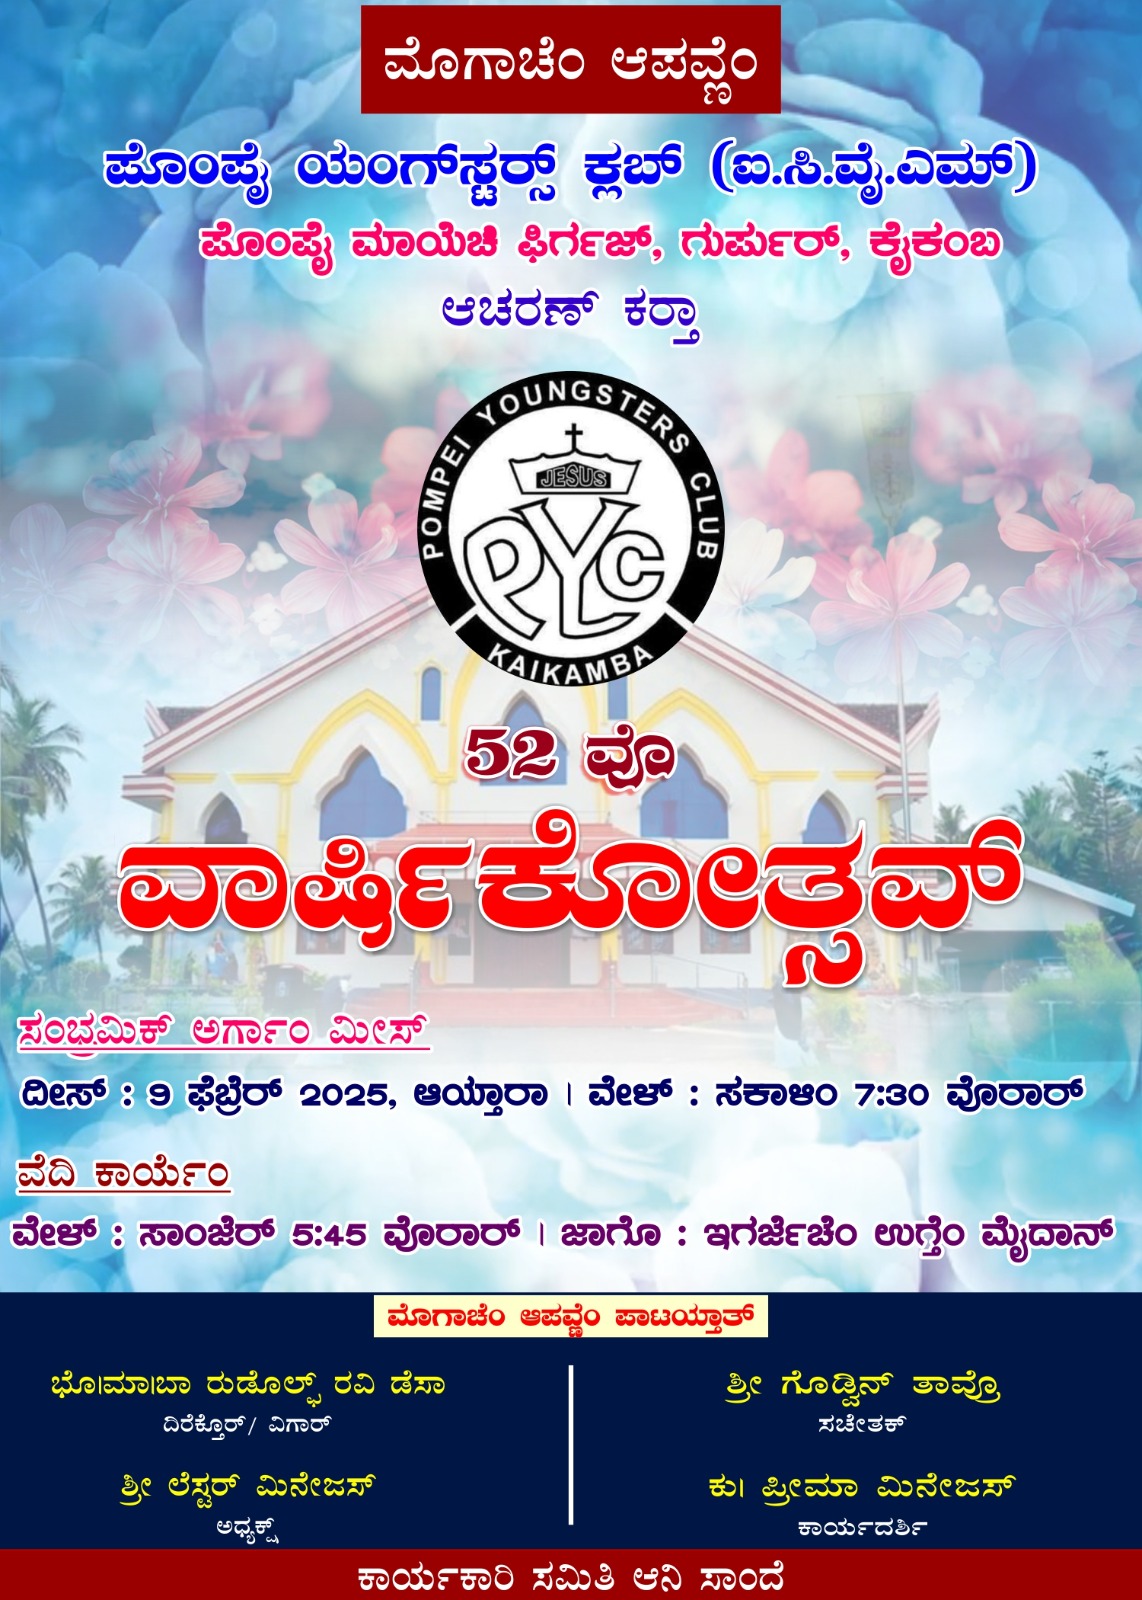 ಮೊಗಾಚೆಂ ಆಪವ್ಣೆಂ
ಪೊಂಪೈ ಯಂಗ್‌ಸ್ಟರ್ಸ್ ಕ್ಲಬ್ (ಐ.ಸಿ.ವೈ.ಎಮ್)
ಪೊಂಪೈ ಮಾಯೆಚಿ ಫಿರ್ಗಜ್, ಗುರ್ಪುರ್, ಕೈಕಂಬ
ಆಚರಣ್ ಕರ‍್ತಾ
POMPEI YOUNGSTERS CLUB
JESUS
PYC
KAIKAMBA
52 ವೊ
ವಾರ್ಷಿಕೋತ್ಸವ್
ಸಂಭ್ರಮಿಕ್ ಅರ್ಗಾಂ ಮೀಸ್
ದೀಸ್ : 9 ಫೆಬ್ರೆರ್ 2025, ಆಯ್ತಾರಾ | ವೇಳ್ : ಸಕಾಳಿಂ 7:30 ವೊರಾರ್
ವೆದಿ ಕಾರ್ಯೆಂ
ವೇಳ್ : ಸಾಂಜೆರ್ 5:45 ವೊರಾರ್ | ಜಾಗೊ : ಇಗರ್ಜೆಚೆಂ ಉಗ್ತೆಂ ಮೈದಾನ್
ಮೊಗಾಚೆಂ ಆಪವ್ಣೆಂ ಪಾಟಯ್ತಾತ್
ಭೊ|ಮಾ|ಬಾ ರುಡೊಲ್ಫ್ ರವಿ ಡೆಸಾ
ದಿರೆಕ್ತೊರ್/ ವಿಗಾರ್
ಶ್ರೀ ಗೊಡ್ವಿನ್ ತಾವ್ರೊ
ಸಚೇತಕ್
ಶ್ರೀ ಲೆಸ್ಟರ್ ಮಿನೇಜಸ್
ಅಧ್ಯಕ್ಷ್
ಕು| ಪ್ರೀಮಾ ಮಿನೇಜಸ್
ಕಾರ್ಯದರ್ಶಿ
ಕಾರ್ಯಕಾರಿ ಸಮಿತಿ ಆನಿ ಸಾಂದೆ